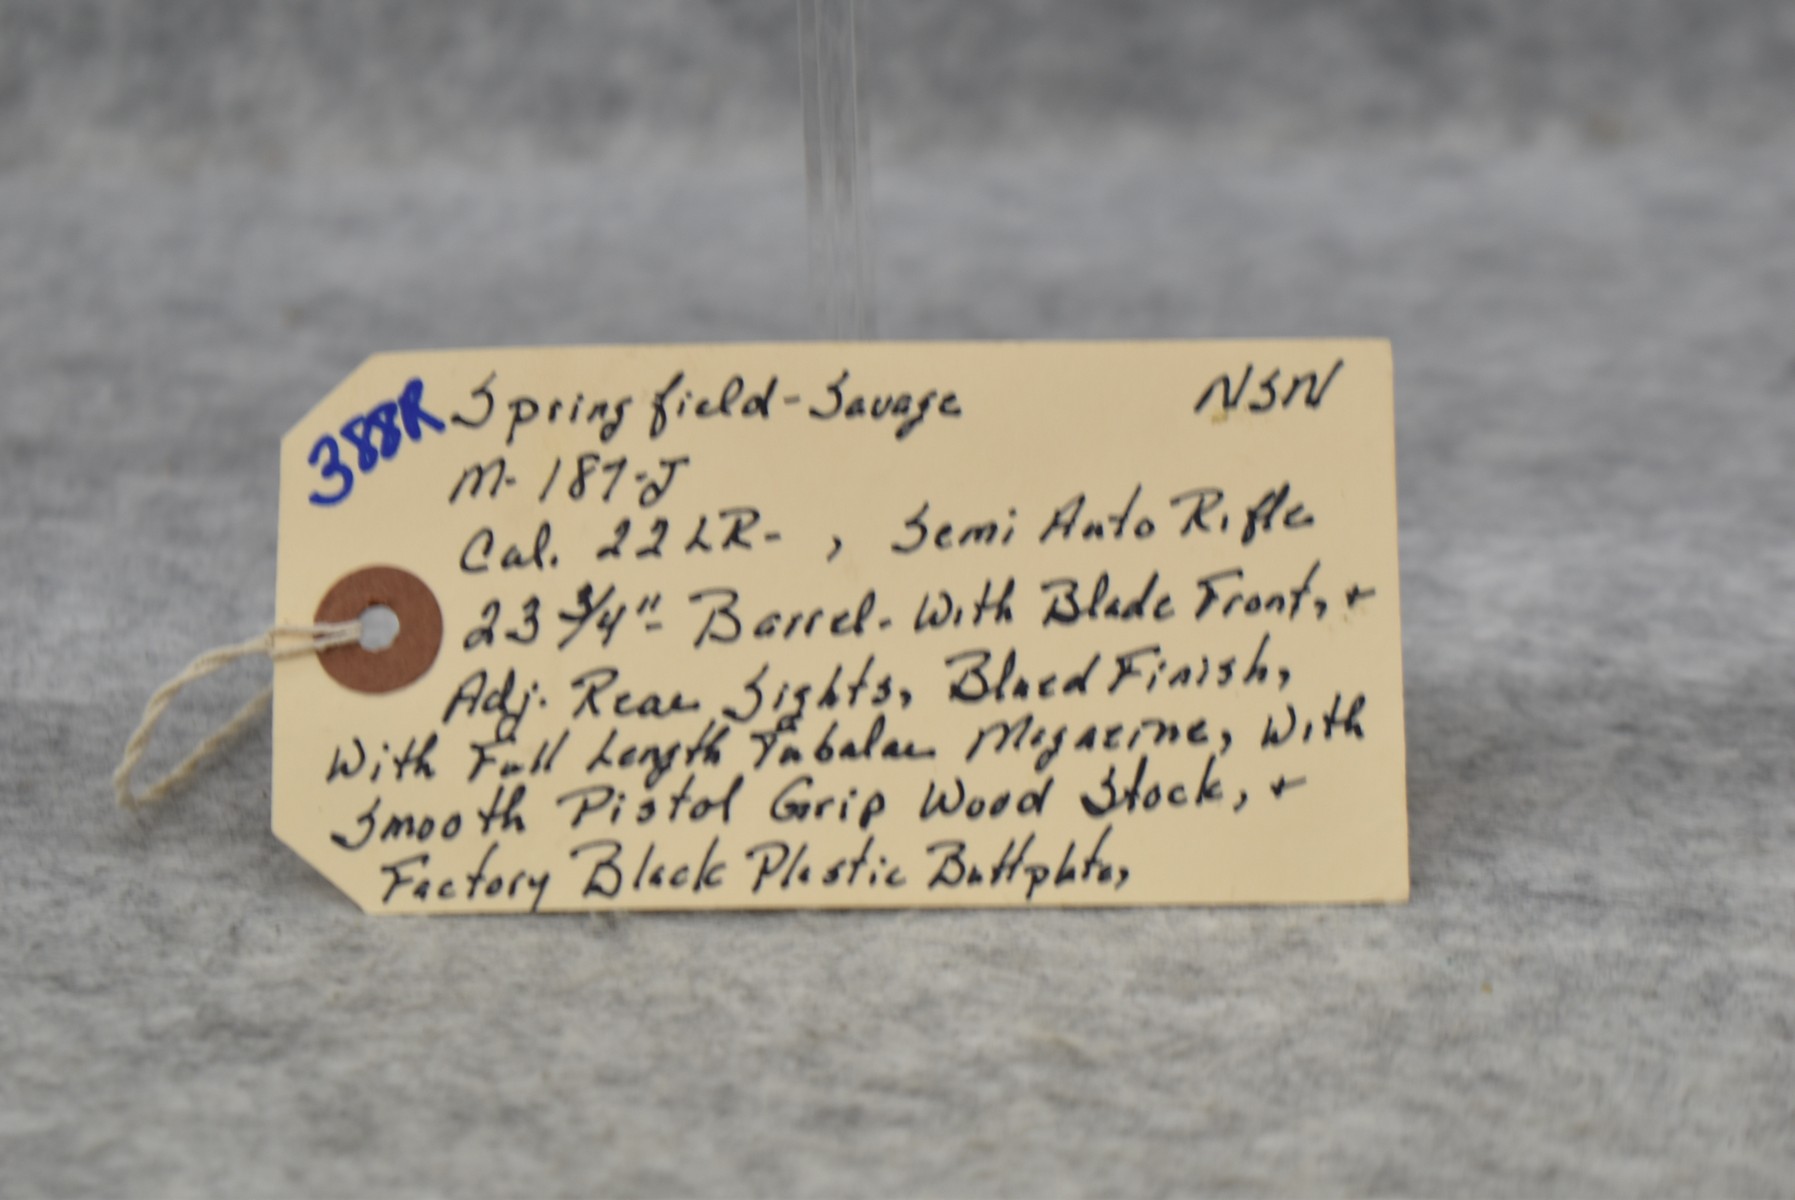 388R Springfield-Savage NSN
M-187-J
Cal. 22LR- , Semi Auto Rifle
23 3/4"- Barrel- With Blade Front, +
Adj. Rear Sights, Blued Finish,
With Full Length Tubular Magazine, With
Smooth Pistol Grip Wood Stock, +
Factory Black Plastic Buttplate,